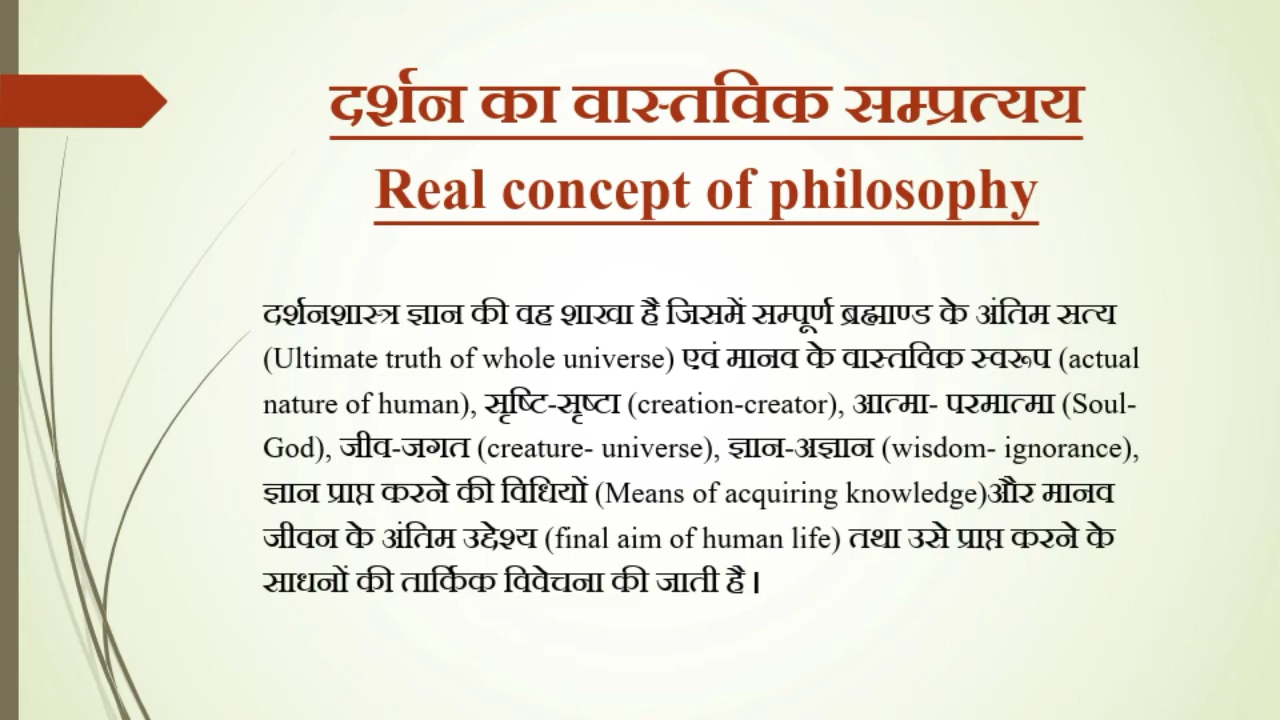 दर्शन का वास्तविक सम्प्रत्यय
Real concept of philosophy
दर्शनशास्त्र ज्ञान की वह शाखा है जिसमें सम्पूर्ण ब्रह्माण्ड के अंतिम सत्य
(Ultimate truth of whole universe) एवं मानव के वास्तविक स्वरूप (actual
nature of human), सृष्टि-सृष्टा (creation-creator), आत्मा- परमात्मा (Soul-
God), जीव-जगत (creature- universe), ज्ञान-अज्ञान (wisdom- ignorance),
ज्ञान प्राप्त करने की विधियों (Means of acquiring knowledge)और मानव
जीवन के अंतिम उद्देश्य (final aim of human life) तथा उसे प्राप्त करने के
साधनों की तार्किक विवेचना की जाती है ।